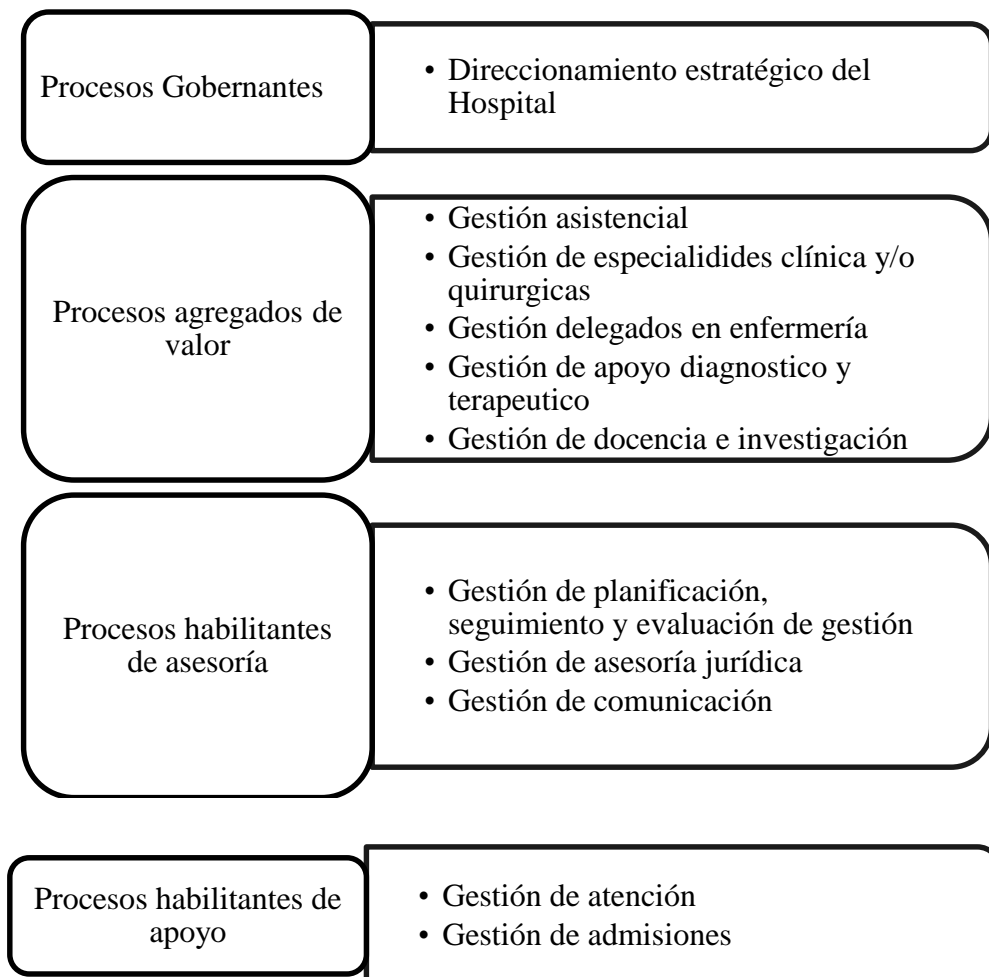 Procesos Gobernantes
• Direccionamiento estratégico del
Hospital
Procesos agregados de
valor
• Gestión asistencial
• Gestión de especialidides clínica y/o
quirurgicas
• Gestión delegados en enfermería
• Gestión de apoyo diagnostico y
terapeutico
• Gestión de docencia e investigación
Procesos habilitantes
de asesoría
• Gestión de planificación,
seguimiento y evaluación de gestión
• Gestión de asesoría jurídica
• Gestión de comunicación
Procesos habilitantes de
apoyo
• Gestión de atención
• Gestión de admisiones